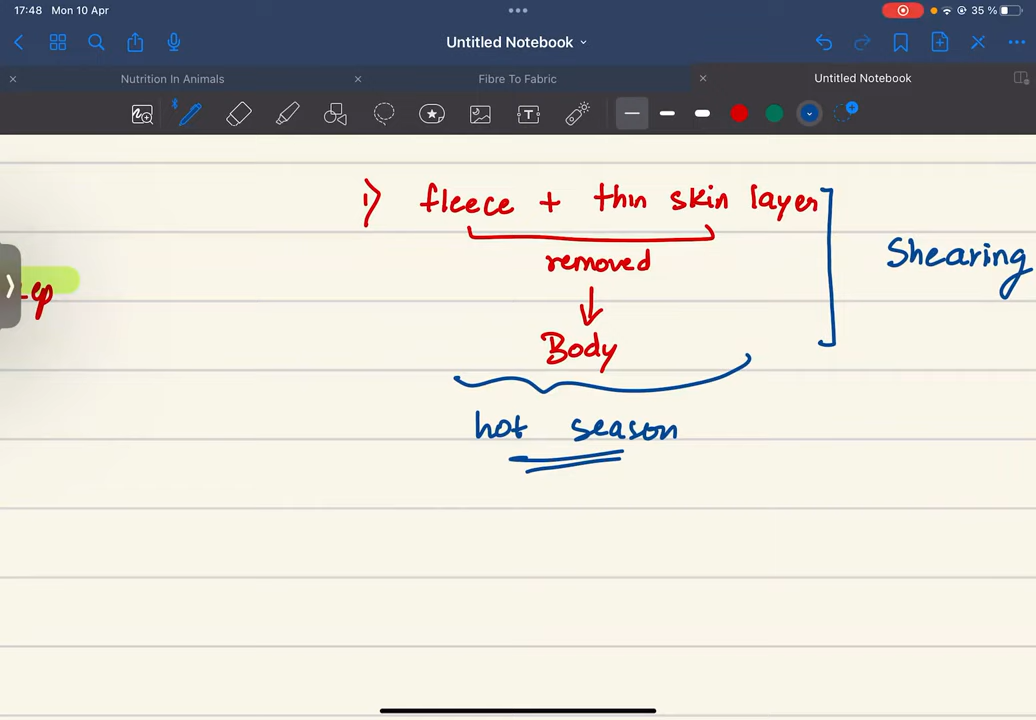 17:48 Mon 10 Apr
35 %
Untitled Notebook
Nutrition In Animals
Fibre To Fabric
Untitled Notebook
1) fleece + thin skin layer
removed
Shearing
ep
Body
hot season